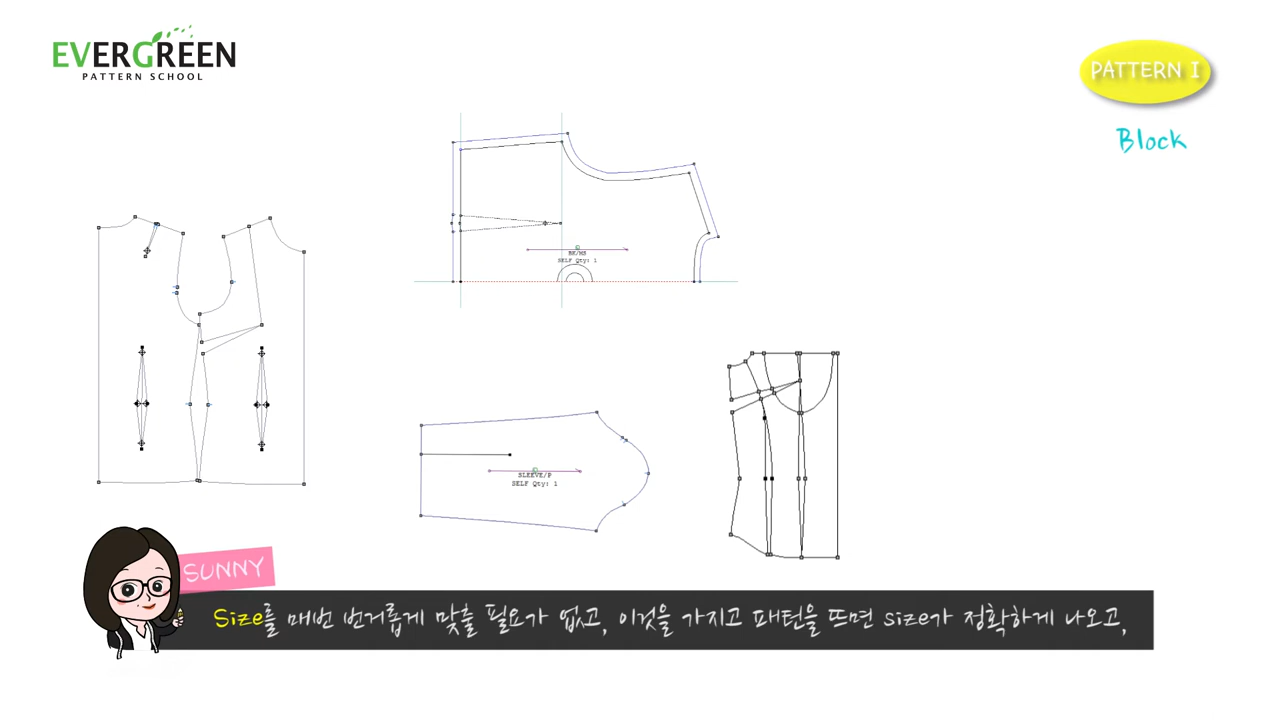 EVERGREEN
PATTERN SCHOOL
PATTERN I
Block
BK/MS
SELF Qty: 1
SLEEVE/P
SELF Qty: 1
SUNNY
Size를 매번 번거롭게 맞출 필요가 없고, 이것을 가지고 패턴을 뜨면 size가 정확하게 나오고,